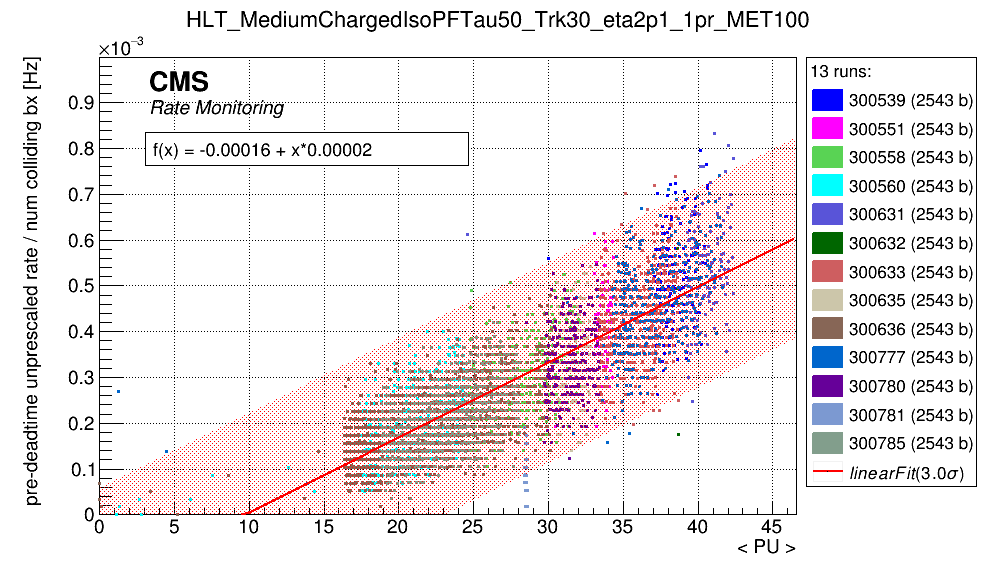 HLT_MediumChargedIsoPFTau50_Trk30_eta2p1_1pr_MET100
×10⁻³
pre-deadtime unprescaled rate / num colliding bx [Hz]
CMS
Rate Monitoring
f(x) = -0.00016 + x*0.00002
0.9
0.8
0.7
0.6
0.5
0.4
0.3
0.2
0.1
0
0 5 10 15 20 25 30 35 40 45
< PU >
13 runs:
300539 (2543 b)
300551 (2543 b)
300558 (2543 b)
300560 (2543 b)
300631 (2543 b)
300632 (2543 b)
300633 (2543 b)
300635 (2543 b)
300636 (2543 b)
300777 (2543 b)
300780 (2543 b)
300781 (2543 b)
300785 (2543 b)
linearFit(3.0σ)